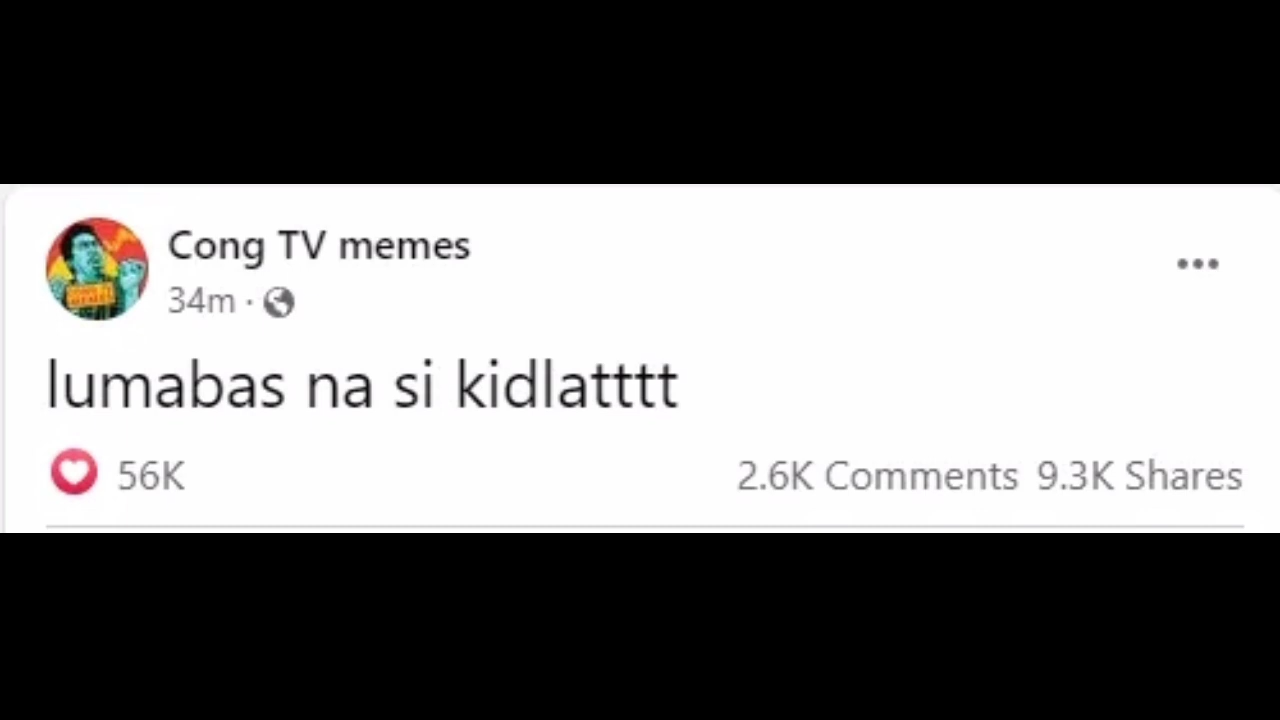 Cong TV memes
34m ·
lumabas na si kidlatttt
56K 2.6K Comments 9.3K Shares